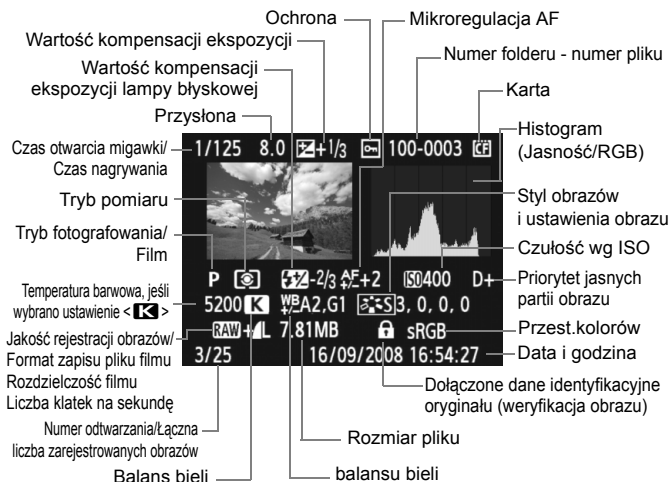 Ochrona
Mikroregulacja AF
Wartość kompensacji ekspozycji
Numer folderu - numer pliku
Wartość kompensacji
ekspozycji lampy błyskowej
Karta
Przysłona
Histogram
(Jasność/RGB)
Czas otwarcia migawki/
Czas nagrywania
1/125 8.0 +1/3 100-0003 CF
Tryb pomiaru
Styl obrazów
i ustawienia obrazu
Tryb fotografowania/
Film
Czułość wg ISO
P -2/3 AF+2 ISO400 D+
Priorytet jasnych
partii obrazu
Temperatura barwowa, jeśli
wybrano ustawienie < K >
5200 K WB A2,G1 S 3, 0, 0, 0
Jakość rejestracji obrazów/
Format zapisu pliku filmu
Rozdzielczość filmu
Liczba klatek na sekundę
RAW+L 7.81MB sRGB
Przest.kolorów
3/25 16/09/2008 16:54:27
Data i godzina
Dołączone dane identyfikacyjne
oryginału (weryfikacja obrazu)
Numer odtwarzania/Łączna
liczba zarejestrowanych obrazów
Rozmiar pliku
Balans bieli
balansu bieli